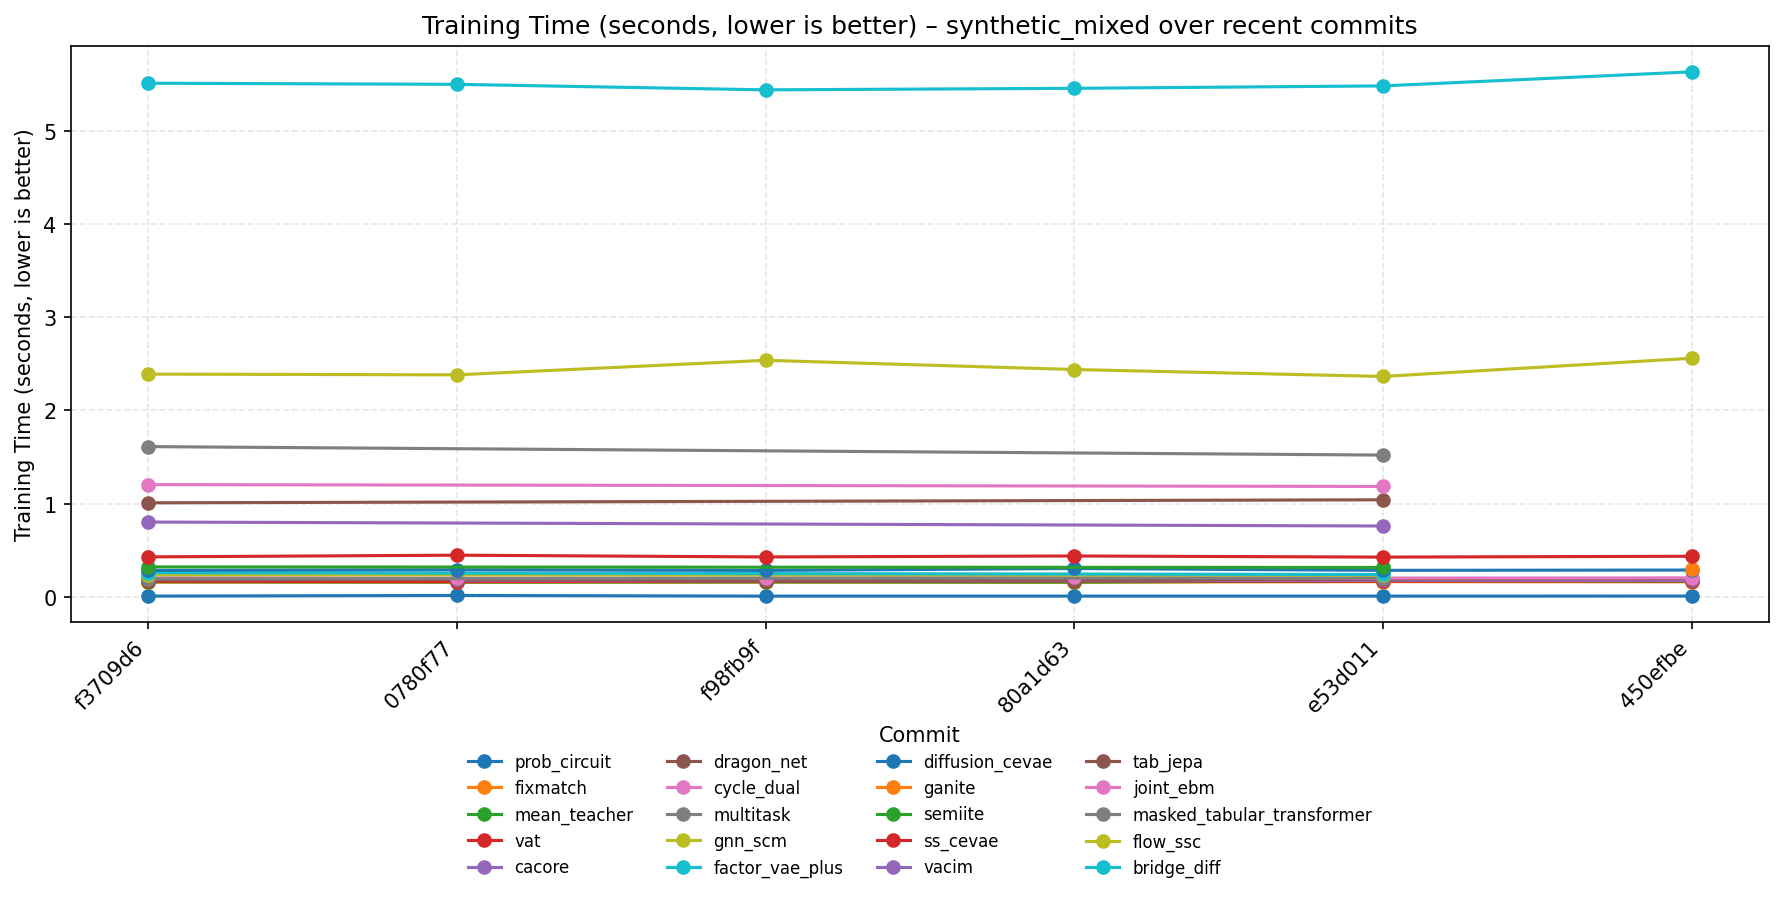 Training Time (seconds, lower is better) – synthetic_mixed over recent commits
Training Time (seconds, lower is better)
5
4
3
2
1
0
f3709d6
0780f77
f98fb9f
80a1d63
e53d011
450efbe
Commit
prob_circuit
fixmatch
mean_teacher
vat
cacore
dragon_net
cycle_dual
multitask
gnn_scm
factor_vae_plus
diffusion_cevae
ganite
semiite
ss_cevae
vacim
tab_jepa
joint_ebm
masked_tabular_transformer
flow_ssc
bridge_diff